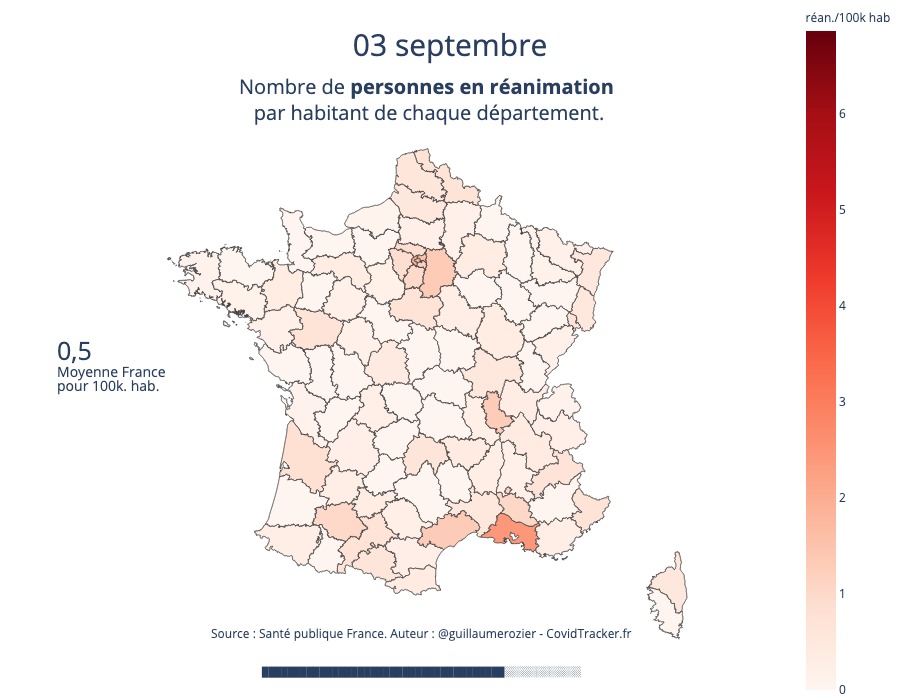 réan./100k hab
03 septembre
Nombre de personnes en réanimation
par habitant de chaque département.
6
5
4
3
2
1
0
0,5
Moyenne France
pour 100k. hab.
Source : Santé publique France. Auteur : @guillaumerozier - CovidTracker.fr